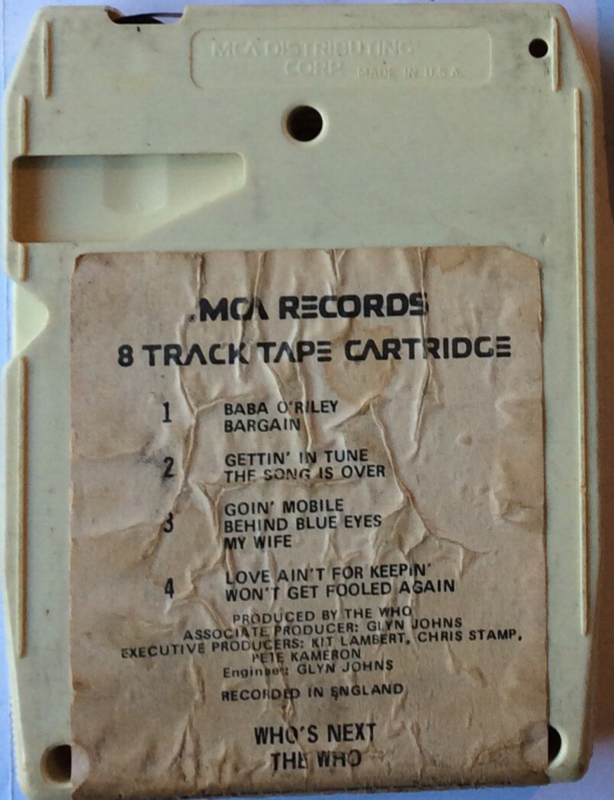 MCA DISTRIBUTING
CORP. MADE IN U.S.A.
MCA RECORDS
8 TRACK TAPE CARTRIDGE
1 BABA O'RILEY
BARGAIN
2 GETTIN' IN TUNE
THE SONG IS OVER
3 GOIN' MOBILE
BEHIND BLUE EYES
MY WIFE
4 LOVE AIN'T FOR KEEPIN'
WON'T GET FOOLED AGAIN
PRODUCED BY THE WHO
ASSOCIATE PRODUCER: GLYN JOHNS
EXECUTIVE PRODUCERS: KIT LAMBERT, CHRIS STAMP,
PETE KAMERON
Engineer: GLYN JOHNS
RECORDED IN ENGLAND
WHO'S NEXT
THE WHO